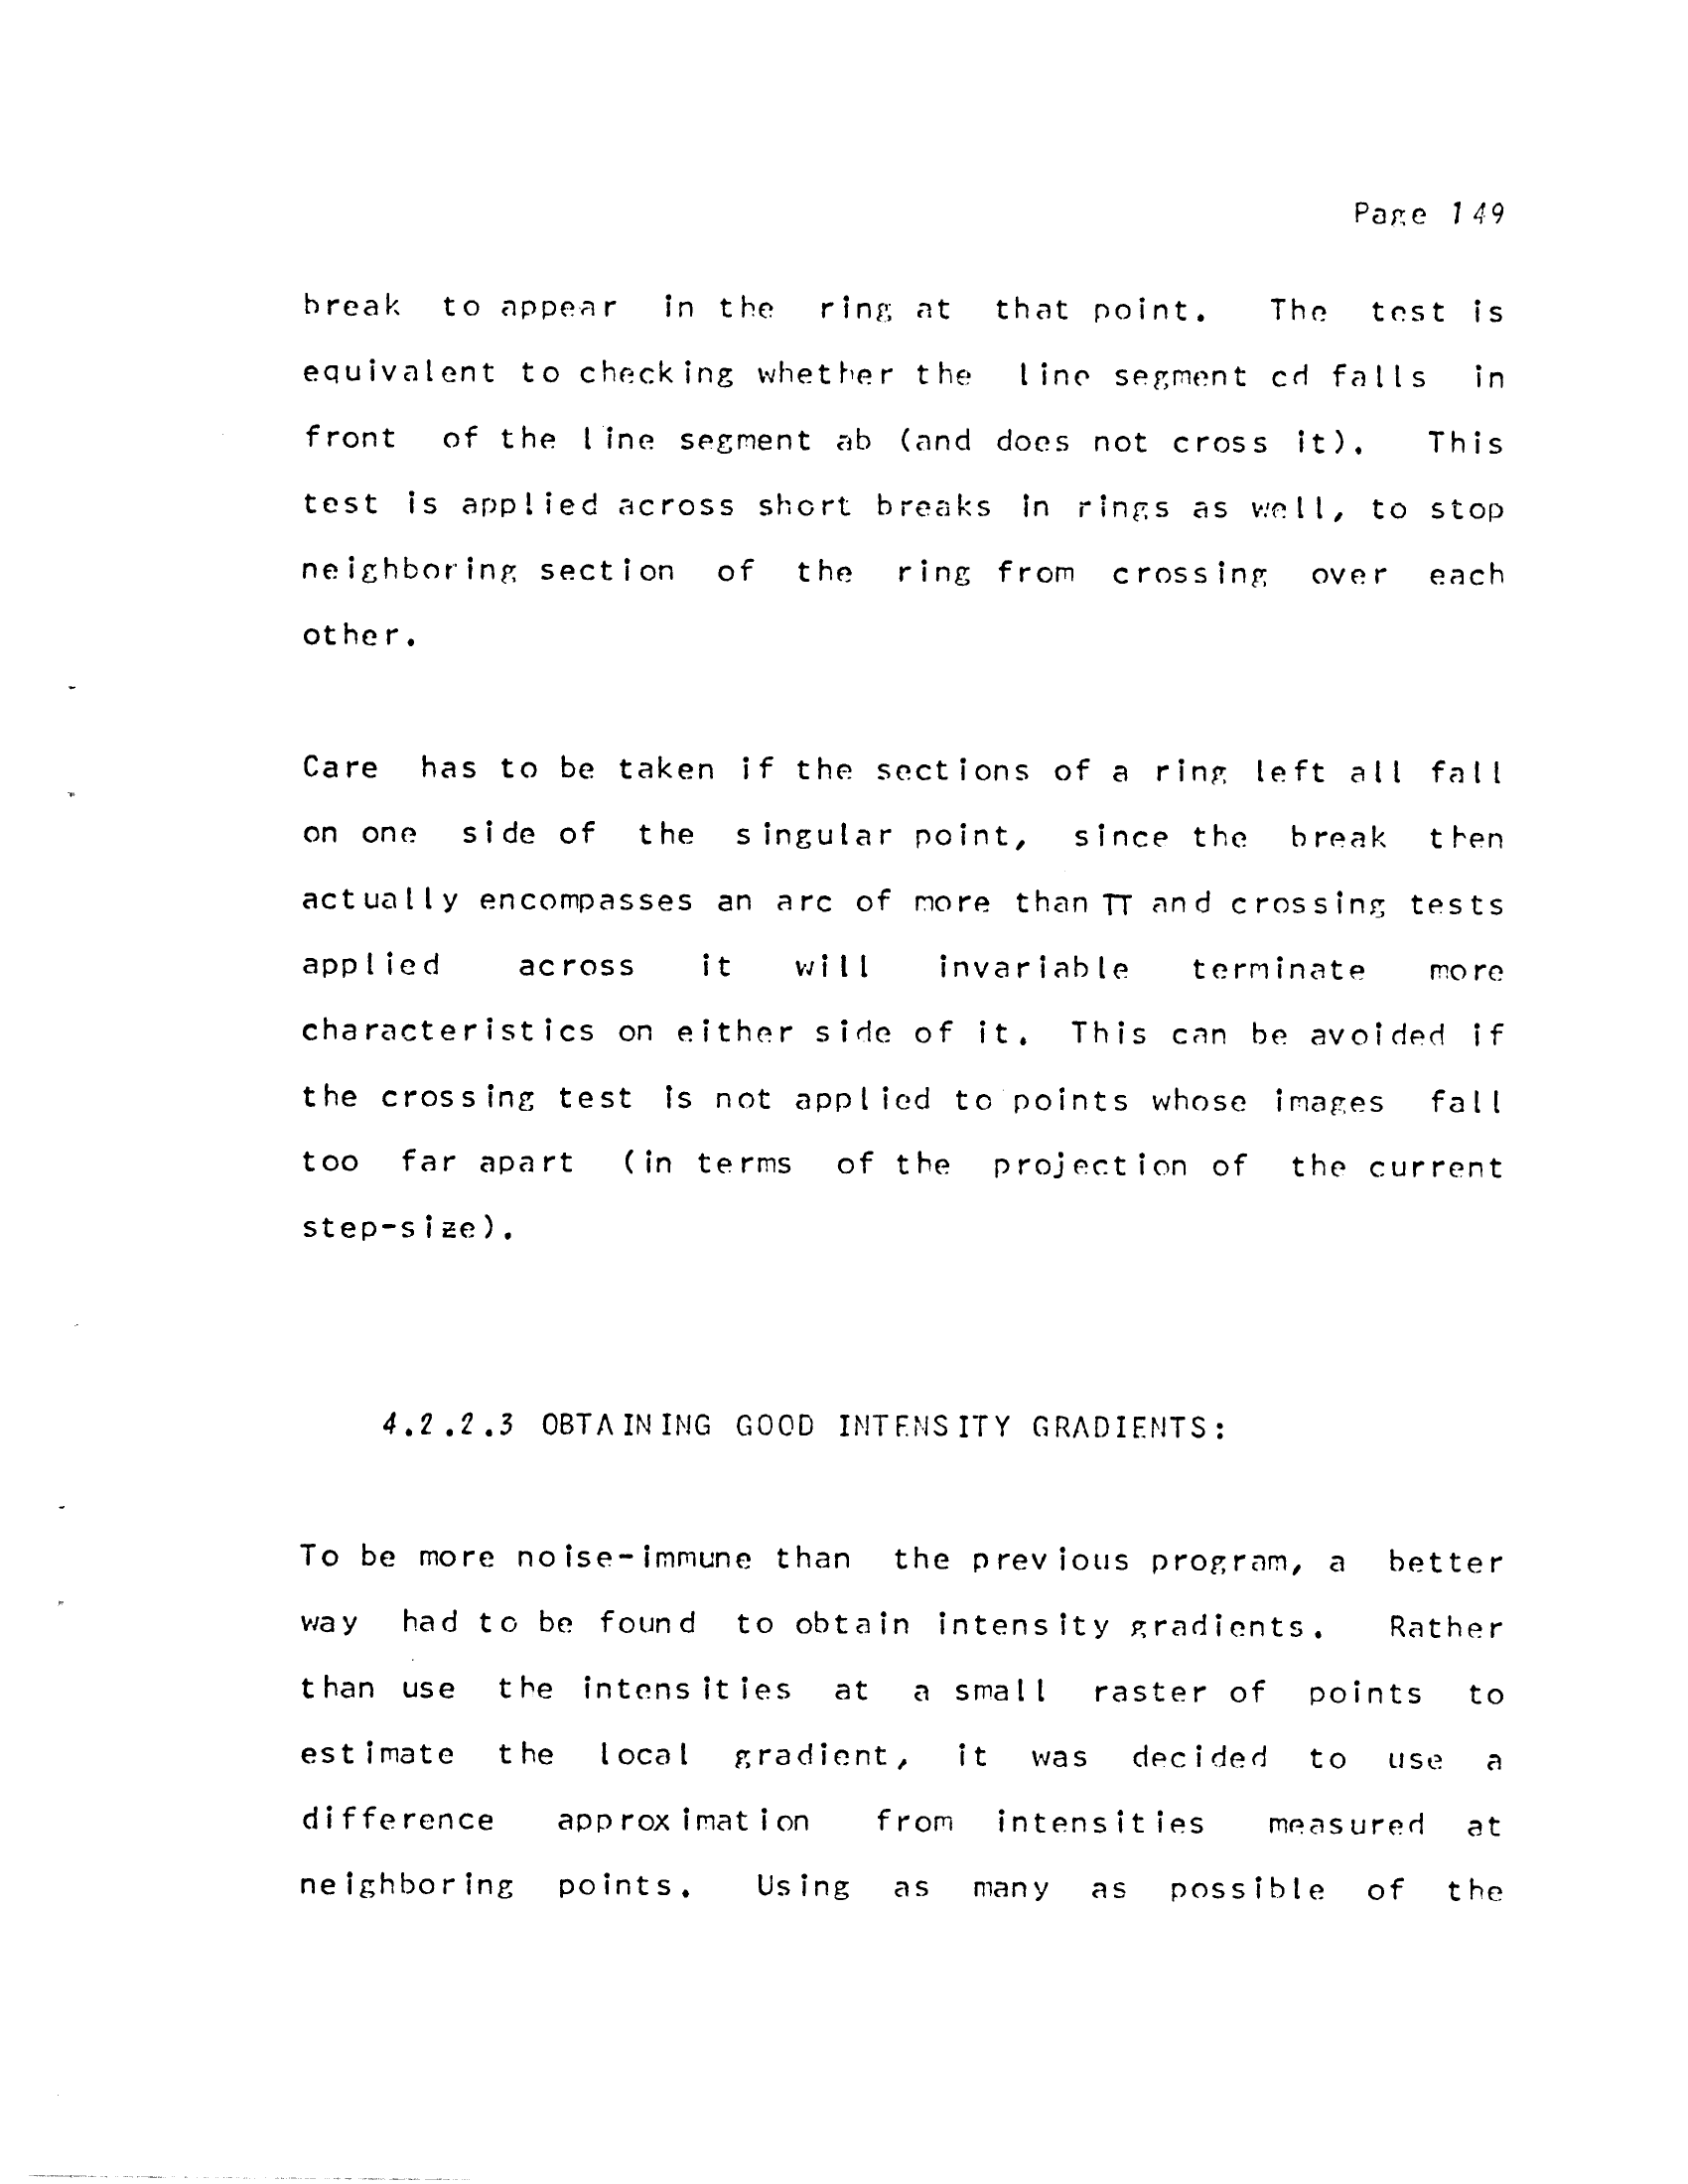 Page 149
break to appear in the ring at that point. The test is
equivalent to checking whether the line segment cd falls in
front of the line segment ab (and does not cross it). This
test is applied across short breaks in rings as well, to stop
neighboring section of the ring from crossing over each
other.
Care has to be taken if the sections of a ring left all fall
on one side of the singular point, since the break then
actually encompasses an arc of more than π and crossing tests
applied across it will invariable terminate more
characteristics on either side of it. This can be avoided if
the crossing test is not applied to points whose images fall
too far apart (in terms of the projection of the current
step-size).
4.2.2.3 OBTAINING GOOD INTENSITY GRADIENTS:
To be more noise-immune than the previous program, a better
way had to be found to obtain intensity gradients. Rather
than use the intensities at a small raster of points to
estimate the local gradient, it was decided to use a
difference approximation from intensities measured at
neighboring points. Using as many as possible of the